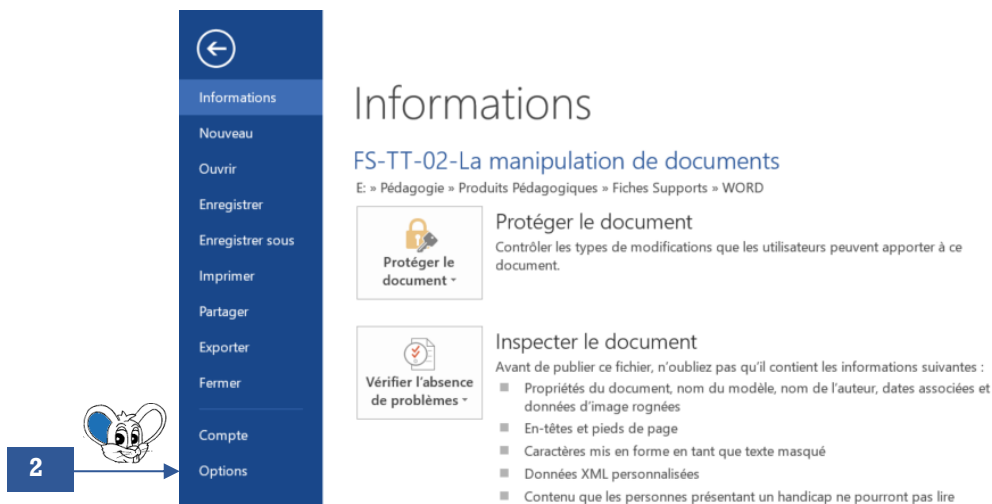 Informations
Nouveau
Ouvrir
Enregistrer
Enregistrer sous
Imprimer
Partager
Exporter
Fermer
Compte
2
Options
Informations
FS-TT-02-La manipulation de documents
E: » Pédagogie » Produits Pédagogiques » Fiches Supports » WORD
Protéger le
document
Protéger le document
Contrôler les types de modifications que les utilisateurs peuvent apporter à ce
document.
Vérifier l'absence
de problèmes
Inspecter le document
Avant de publier ce fichier, n'oubliez pas qu'il contient les informations suivantes :
Propriétés du document, nom du modèle, nom de l'auteur, dates associées et
données d'image rognées
En-têtes et pieds de page
Caractères mis en forme en tant que texte masqué
Données XML personnalisées
Contenu que les personnes présentant un handicap ne pourront pas lire